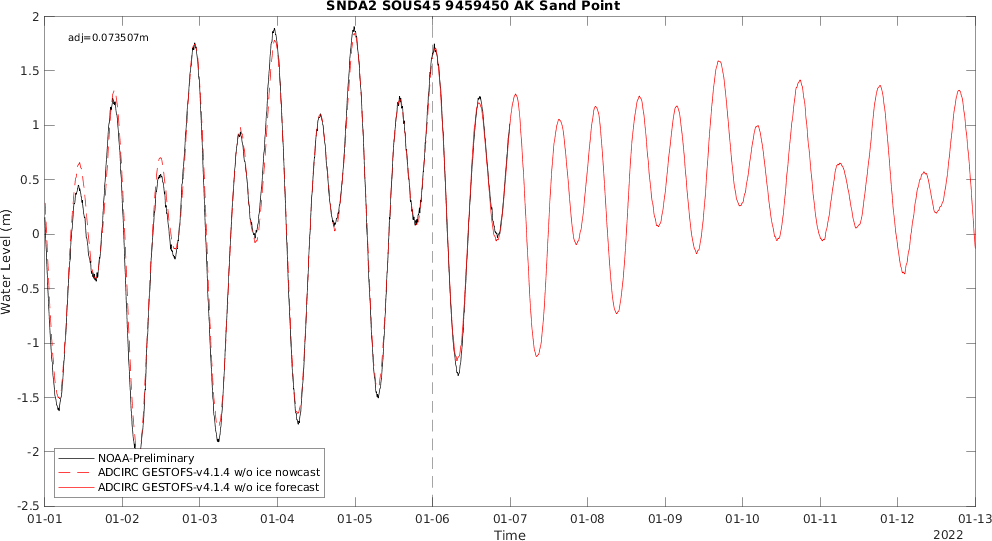 SNDA2 SOUS45 9459450 AK Sand Point
adj=0.073507m
2
1.5
1
0.5
0
-0.5
-1
-1.5
-2
-2.5
Water Level (m)
NOAA-Preliminary
ADCIRC GESTOFS-v4.1.4 w/o ice nowcast
ADCIRC GESTOFS-v4.1.4 w/o ice forecast
01-01 01-02 01-03 01-04 01-05 01-06 01-07 01-08 01-09 01-10 01-11 01-12 01-13
Time
2022